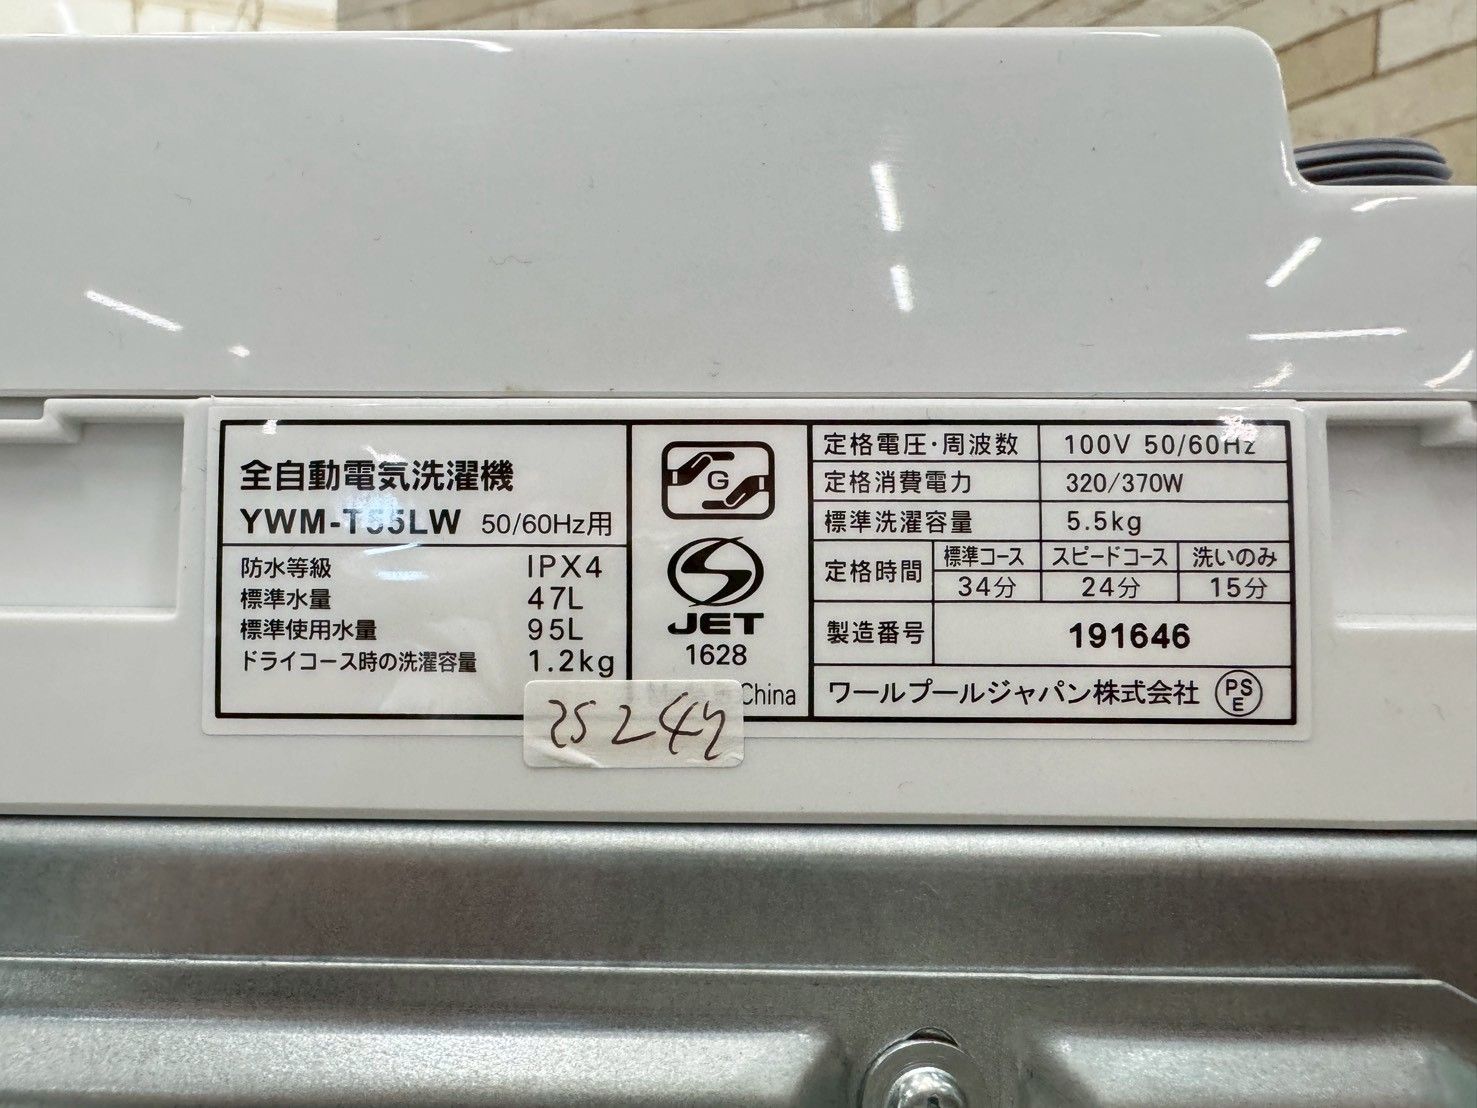 全自動電気洗濯機
YWM-T55LW 50/60Hz用
防水等級 IPX4
標準水量 47L
標準使用水量 95L
ドライコース時の洗濯容量 1.2kg
G
JET
1628
China
定格電圧・周波数 100V 50/60Hz
定格消費電力 320/370W
標準洗濯容量 5.5kg
定格時間 標準コース スピードコース 洗いのみ
34分 24分 15分
製造番号 191646
ワールプールジャパン株式会社 PSE